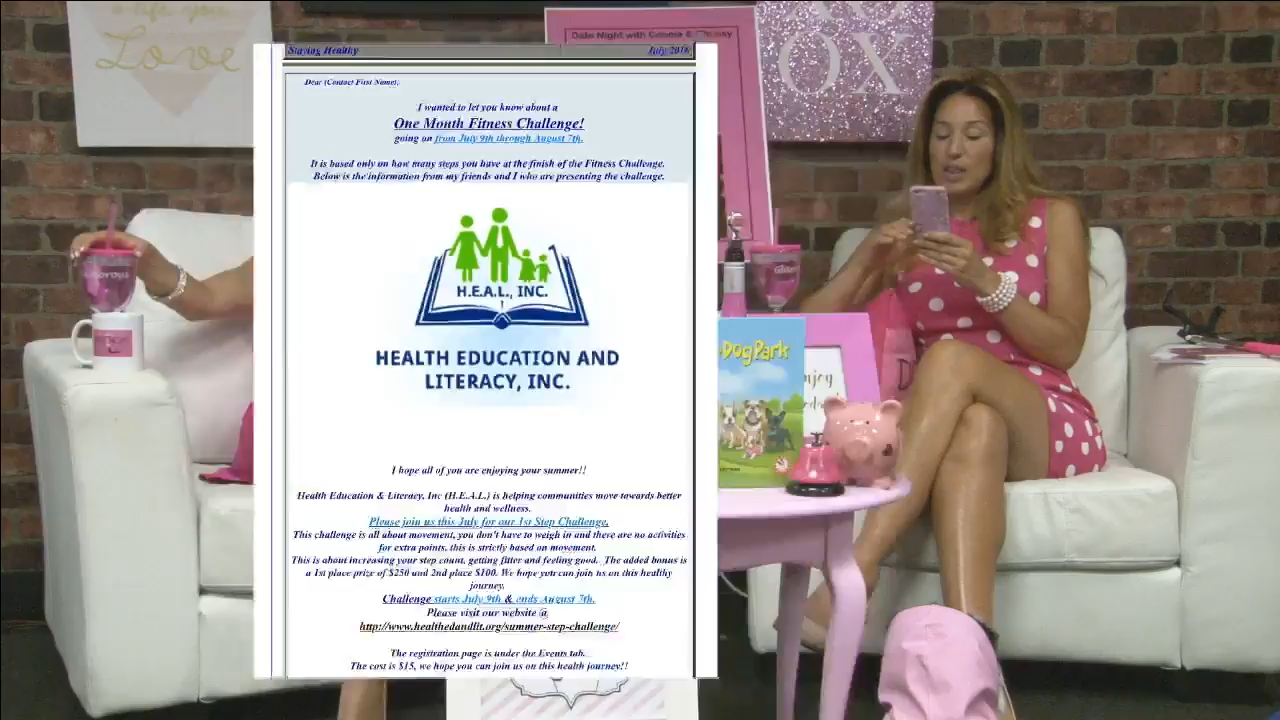 a life you
Love
Date Night with
XO
OX
Staying Healthy July 2016
Dear (Contact First Name),
I wanted to let you know about a
One Month Fitness Challenge!
going on from July 9th through August 7th.
It is based only on how many steps you have at the finish of the Fitness Challenge.
Below is the information from my friends and I who are presenting the challenge.
H.E.A.L., INC.
HEALTH EDUCATION AND
LITERACY, INC.
I hope all of you are enjoying your summer!!
Health Education & Literacy, Inc (H.E.A.L.) is helping communities move towards better
health and wellness.
Please join us this July for our 1st Step Challenge.
This challenge is all about movement, you don't have to weigh in and there are no activities
for extra points, this is strictly based on movement.
This is about increasing your step count, getting fitter and feeling good. The added bonus is
a 1st place prize of $250 and 2nd place $100. We hope you can join us on this healthy
journey.
Challenge starts July 9th & ends August 7th.
Please visit our website @
http://www.healthedandlit.org/summer-step-challenge/
The registration page is under the Events tab.
The cost is $15, we hope you can join us on this health journey!!
DogPark